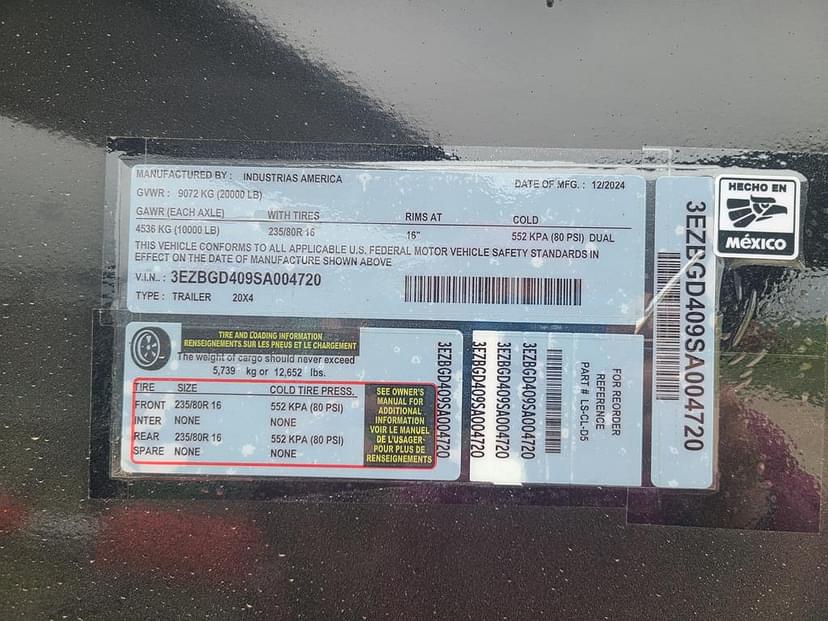 MANUFACTURED BY : INDUSTRIAS AMERICA DATE OF MFG. : 12/2024
GVWR : 9072 KG (20000 LB)
GAWR (EACH AXLE) WITH TIRES RIMS AT COLD
4536 KG (10000 LB) 235/80R 16 16" 552 KPA (80 PSI) DUAL
THIS VEHICLE CONFORMS TO ALL APPLICABLE U.S. FEDERAL MOTOR VEHICLE SAFETY STANDARDS IN
EFFECT ON THE DATE OF MANUFACTURE SHOWN ABOVE
V.I.N.. : 3EZBGD409SA004720
TYPE : TRAILER 20X4
TIRE AND LOADING INFORMATION
RENSEIGNEMENTS SUR LES PNEUS ET LE CHARGEMENT
The weight of cargo should never exceed
5,739 kg or 12,652 lbs.
TIRE SIZE COLD TIRE PRESS.
FRONT 235/80R 16 552 KPA (80 PSI)
INTER NONE NONE
REAR 235/80R 16 552 KPA (80 PSI)
SPARE NONE NONE
SEE OWNER'S
MANUAL FOR
ADDITIONAL
INFORMATION
VOIR LE MANUEL
DE L'USAGER-
POUR PLUS DE
RENSEIGNEMENTS
3EZBGD409SA004720
3EZBGD409SA004720
3EZBGD409SA004720
3EZBGD409SA004720
FOR REORDER
REFERENCE
PART # LS-CL-05
3EZBGD409SA004720
HECHO EN
MÉXICO